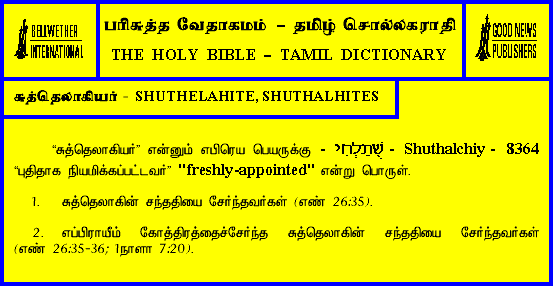 BELLWETHER
INTERNATIONAL
பரிசுத்த வேதாகமம் – தமிழ் சொல்லகராதி
THE HOLY BIBLE – TAMIL DICTIONARY
GOOD NEWS
PUBLISHERS
சுத்தெலாகியர் - SHUTHELAHITE, SHUTHALHITES
“சுத்தெலாகியர்” என்னும் எபிரெய பெயருக்கு - שֻׁתַלְחִי - Shuthalchiy - 8364
“புதிதாக நியமிக்கப்பட்டவர்” "freshly-appointed" என்று பொருள்.
1. சுத்தெலாகின் சந்ததியை சேர்ந்தவர்கள் (எண் 26:35).
2. எப்பிராயீம் கோத்திரத்தைச்சேர்ந்த சுத்தெலாகின் சந்ததியை சேர்ந்தவர்கள்
(எண் 26:35-36; 1நாளா 7:20).